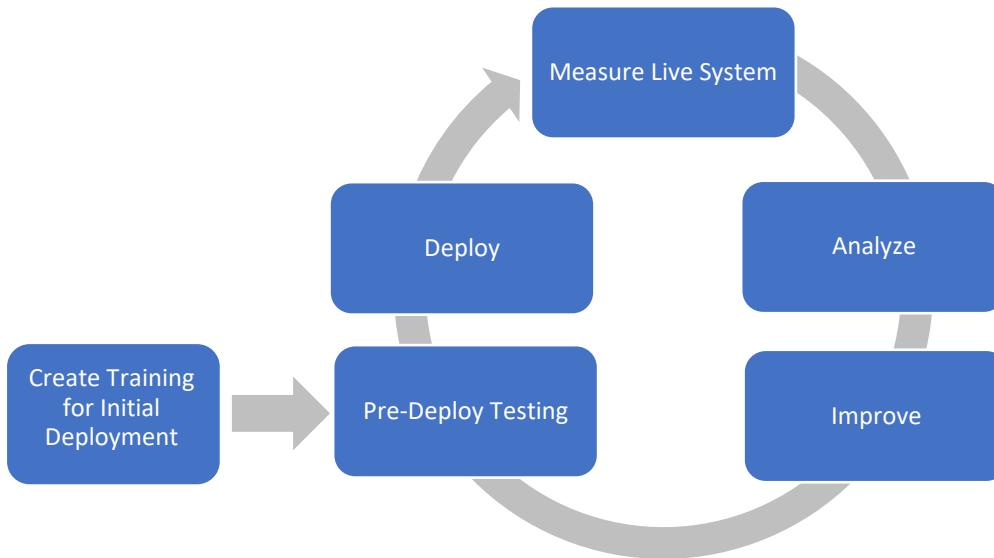 Measure Live System
Deploy
Analyze
Create Training
for Initial
Deployment
Pre-Deploy Testing
Improve